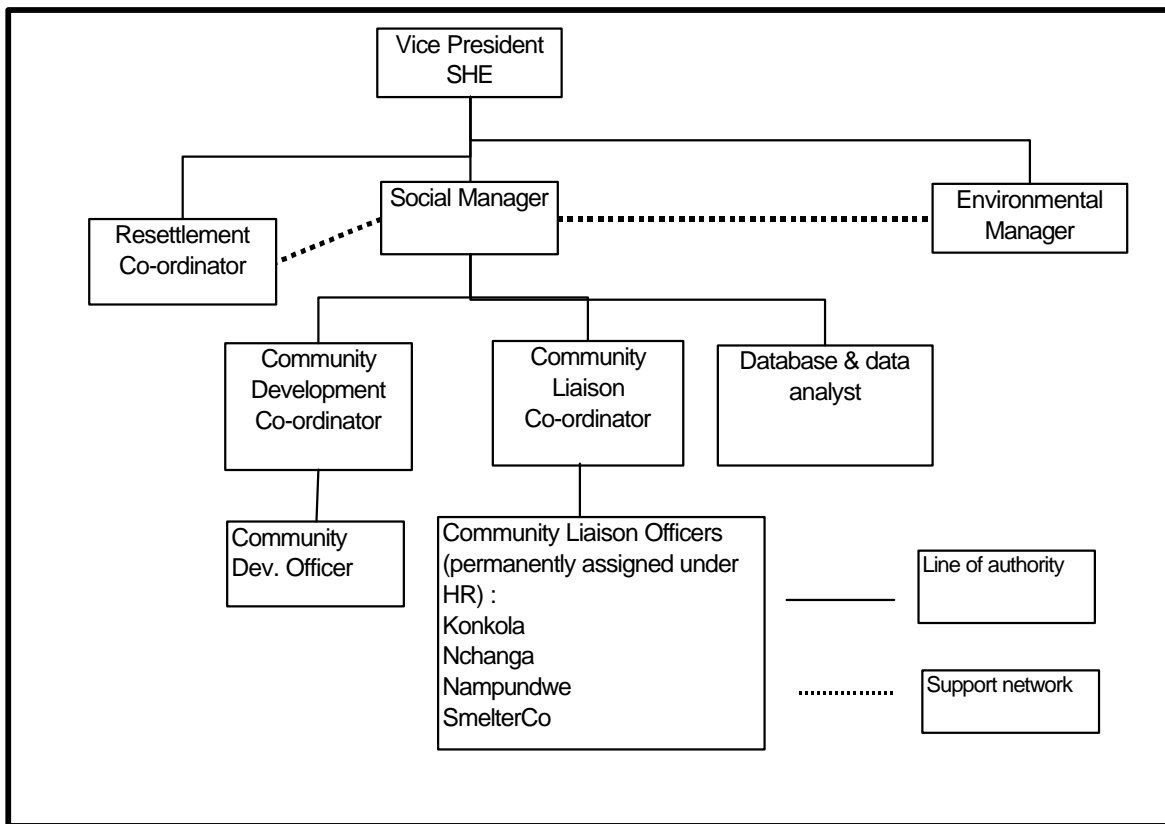 Vice President
SHE
Social Manager
Environmental
Manager
Resettlement
Co-ordinator
Community
Development
Co-ordinator
Community
Liaison
Co-ordinator
Database & data
analyst
Community
Dev. Officer
Community Liaison Officers
(permanently assigned under
HR) :
Konkola
Nchanga
Nampundwe
SmelterCo
Line of authority
Support network